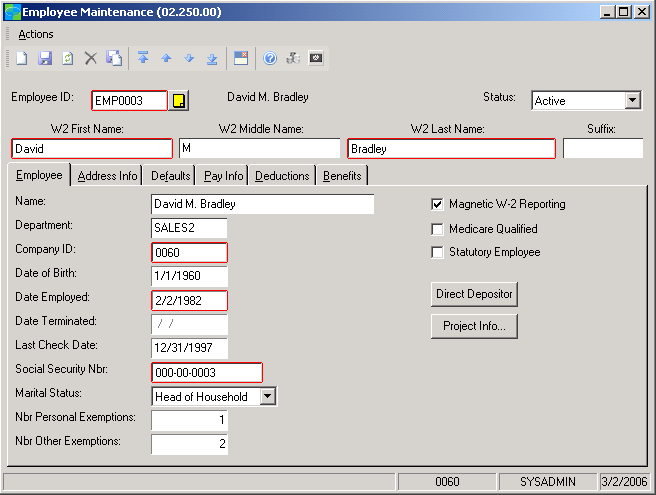 Employee Maintenance (02.250.00)
Actions
Employee ID: EMP0003 David M. Bradley Status: Active
W2 First Name: W2 Middle Name: W2 Last Name: Suffix:
David M Bradley
Employee Address Info Defaults Pay Info Deductions Benefits
Name: David M. Bradley
Magnetic W-2 Reporting
Department: SALES2
Medicare Qualified
Company ID: 0060
Statutory Employee
Date of Birth: 1/1/1960
Date Employed: 2/2/1982
Direct Depositor
Date Terminated: / /
Project Info...
Last Check Date: 12/31/1997
Social Security Nbr: 000-00-0003
Marital Status: Head of Household
Nbr Personal Exemptions: 1
Nbr Other Exemptions: 2
0060 SYSADMIN 3/2/2006